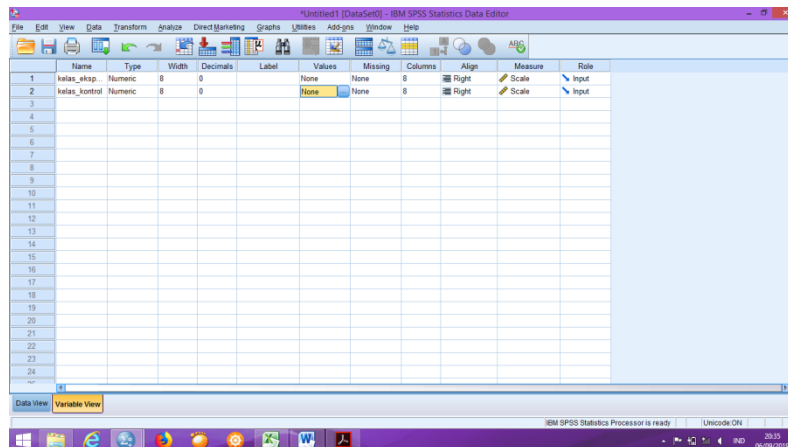 *Untitled1 [DataSet0] - IBM SPSS Statistics Data Editor
File Edit View Data Transform Analyze Direct Marketing Graphs Utilities Add-ons Window Help
Name Type Width Decimals Label Values Missing Columns Align Measure Role
1 kelas_eksp... Numeric 8 0 None None 8 Right Scale Input
2 kelas_kontrol Numeric 8 0 None ... None 8 Right Scale Input
3
4
5
6
7
8
9
10
11
12
13
14
15
16
17
18
19
20
21
22
23
24
Data View Variable View
IBM SPSS Statistics Processor is ready Unicode:ON
IND 20:35